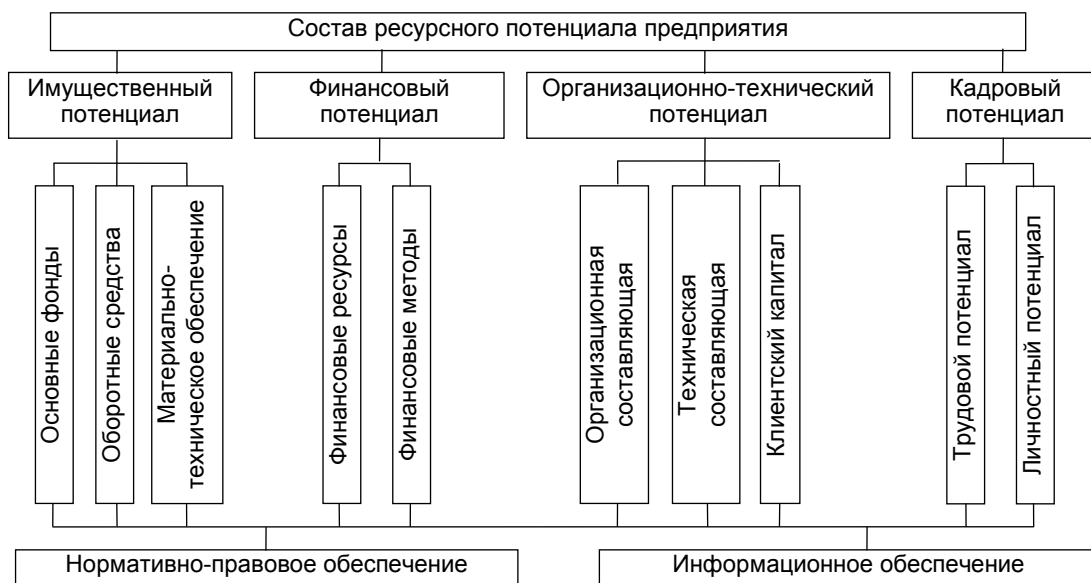 Состав ресурсного потенциала предприятия
Имущественный
потенциал
Финансовый
потенциал
Организационно-технический
потенциал
Кадровый
потенциал
Основные фонды
Оборотные средства
Материально-
техническое обеспечение
Финансовые ресурсы
Финансовые методы
Организационная
составляющая
Техническая
составляющая
Клиентский капитал
Трудовой потенциал
Личностный потенциал
Нормативно-правовое обеспечение
Информационное обеспечение